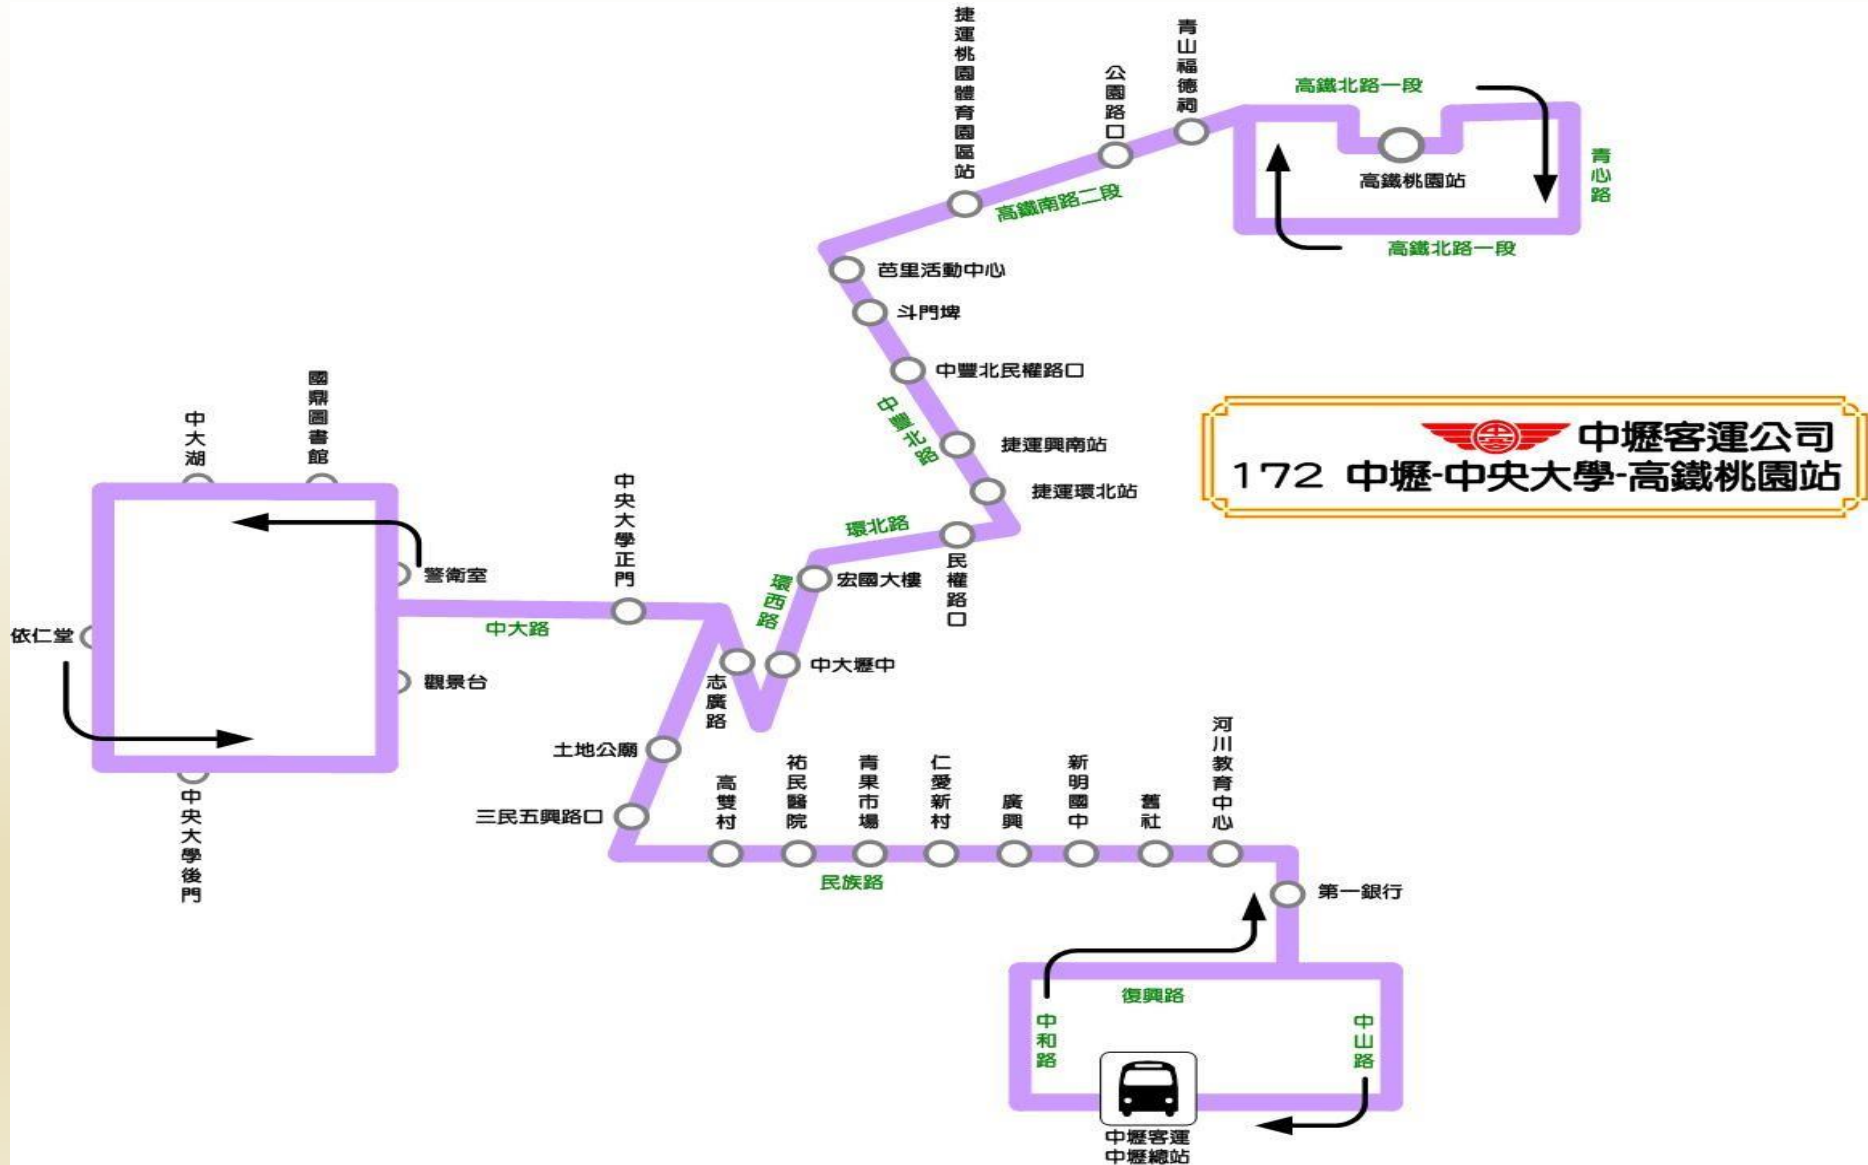 捷運桃園體育園區站
公園路口
青山福德祠
高鐵北路一段
青心路
高鐵桃園站
高鐵南路二段
高鐵北路一段
芭里活動中心
斗門埤
中豐北民權路口
中豐北路
捷運興南站
捷運環北站
中壢客運公司
172 中壢-中央大學-高鐵桃園站
國鼎圖書館
中大湖
中央大學正門
環北路
民權路口
宏國大樓
環西路
警衛室
依仁堂
中大路
中大壢中
觀景台
志廣路
土地公廟
三民五興路口
中央大學後門
高雙村
祐民醫院
青果市場
仁愛新村
廣興
新明國中
舊社
河川教育中心
民族路
第一銀行
復興路
中和路
中山路
中壢客運
中壢總站